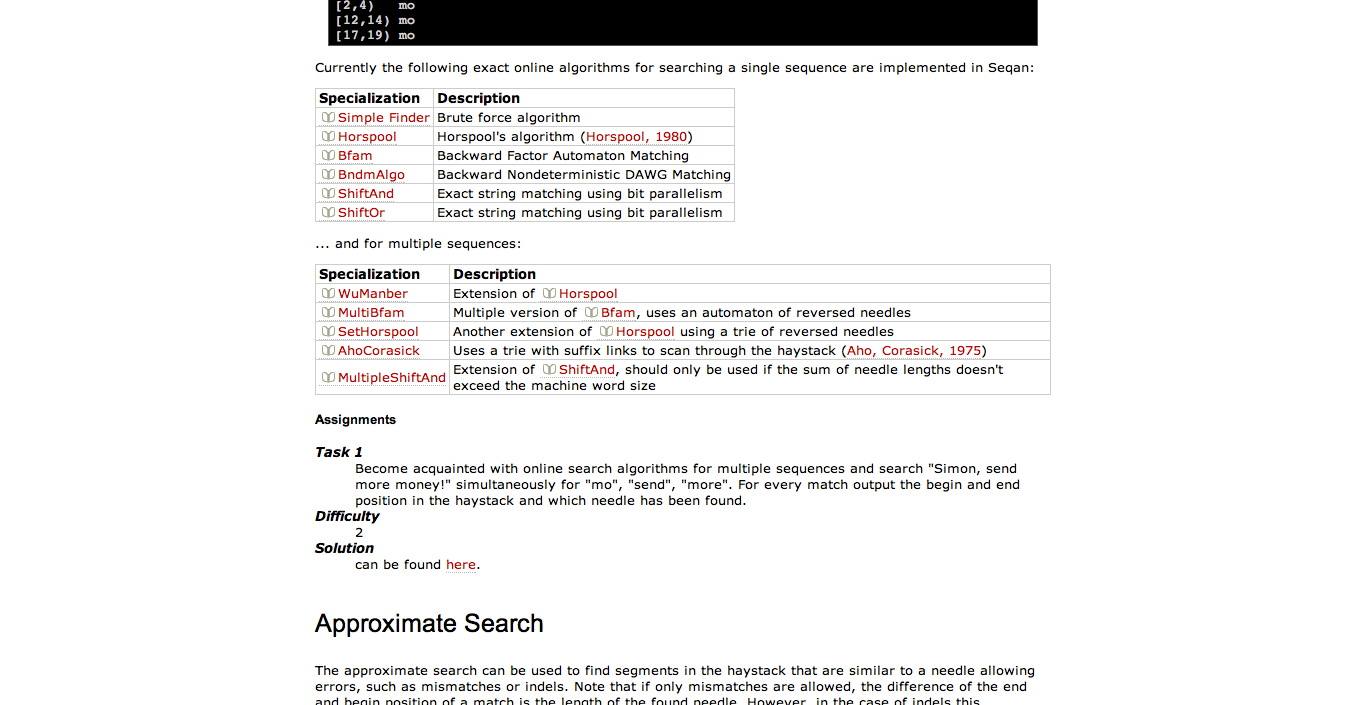 [2,4)   mo
[12,14) mo
[17,19) mo
Currently the following exact online algorithms for searching a single sequence are implemented in Seqan:
Specialization Description
Simple Finder Brute force algorithm
Horspool Horspool's algorithm (Horspool, 1980)
Bfam Backward Factor Automaton Matching
BndmAlgo Backward Nondeterministic DAWG Matching
ShiftAnd Exact string matching using bit parallelism
ShiftOr Exact string matching using bit parallelism
... and for multiple sequences:
Specialization Description
WuManber Extension of Horspool
MultiBfam Multiple version of Bfam, uses an automaton of reversed needles
SetHorspool Another extension of Horspool using a trie of reversed needles
AhoCorasick Uses a trie with suffix links to scan through the haystack (Aho, Corasick, 1975)
MultipleShiftAnd Extension of ShiftAnd, should only be used if the sum of needle lengths doesn't
exceed the machine word size
Assignments
Task 1
Become acquainted with online search algorithms for multiple sequences and search "Simon, send
more money!" simultaneously for "mo", "send", "more". For every match output the begin and end
position in the haystack and which needle has been found.
Difficulty
2
Solution
can be found here.
Approximate Search
The approximate search can be used to find segments in the haystack that are similar to a needle allowing
errors, such as mismatches or indels. Note that if only mismatches are allowed, the difference of the end
and begin position of a match is the length of the found needle. However, in the case of indels this